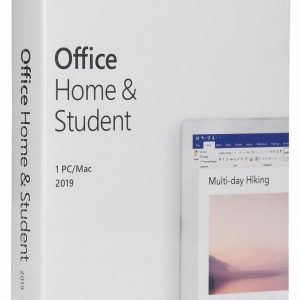 Office
Home &
Student
1 PC/Mac
2019
Office Home & Student
2019
Multi-day Hiking